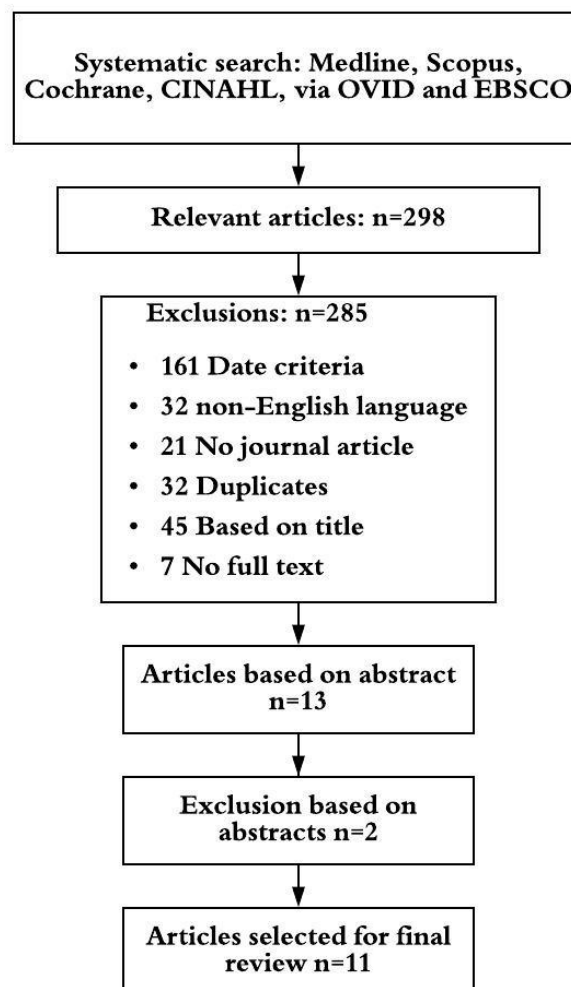 Systematic search: Medline, Scopus,
Cochrane, CINAHL, via OVID and EBSCO
Relevant articles: n=298
Exclusions: n=285
• 161 Date criteria
• 32 non-English language
• 21 No journal article
• 32 Duplicates
• 45 Based on title
• 7 No full text
Articles based on abstract
n=13
Exclusion based on
abstracts n=2
Articles selected for final
review n=11